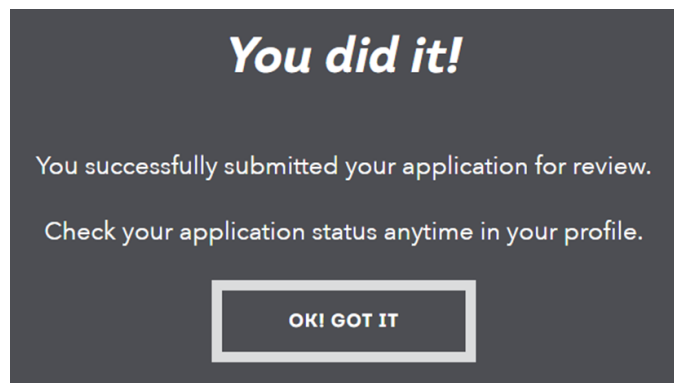 You did it!
You successfully submitted your application for review.
Check your application status anytime in your profile.
OK! GOT IT